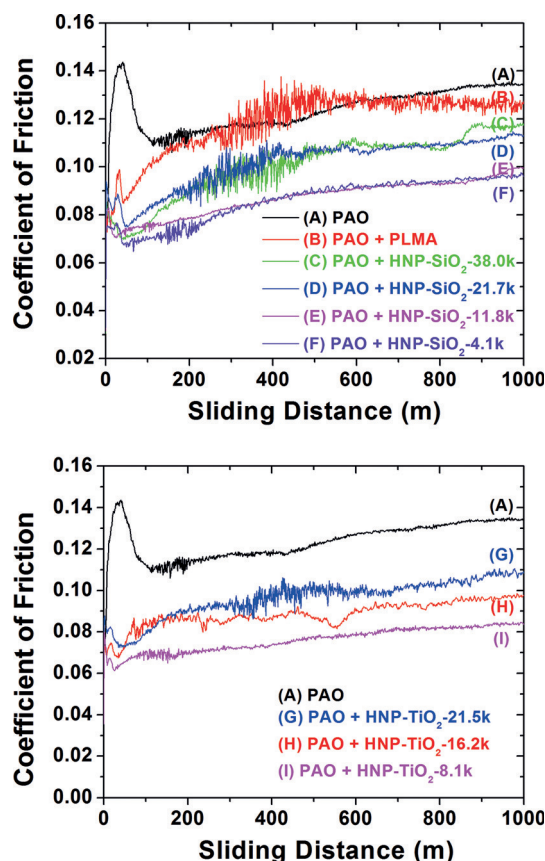 0.16
0.14
0.12
0.10
0.08
0.06
0.04
0.02
Coefficient of Friction
(A)
(B)
(C)
(D)
(E)
(F)
(A) PAO
(B) PAO + PLMA
(C) PAO + HNP-SiO₂-38.0k
(D) PAO + HNP-SiO₂-21.7k
(E) PAO + HNP-SiO₂-11.8k
(F) PAO + HNP-SiO₂-4.1k
0 200 400 600 800 1000
Sliding Distance (m)
0.16
0.14
0.12
0.10
0.08
0.06
0.04
0.02
0.00
Coefficient of Friction
(A)
(G)
(H)
(I)
(A) PAO
(G) PAO + HNP-TiO₂-21.5k
(H) PAO + HNP-TiO₂-16.2k
(I) PAO + HNP-TiO₂-8.1k
0 200 400 600 800 1000
Sliding Distance (m)